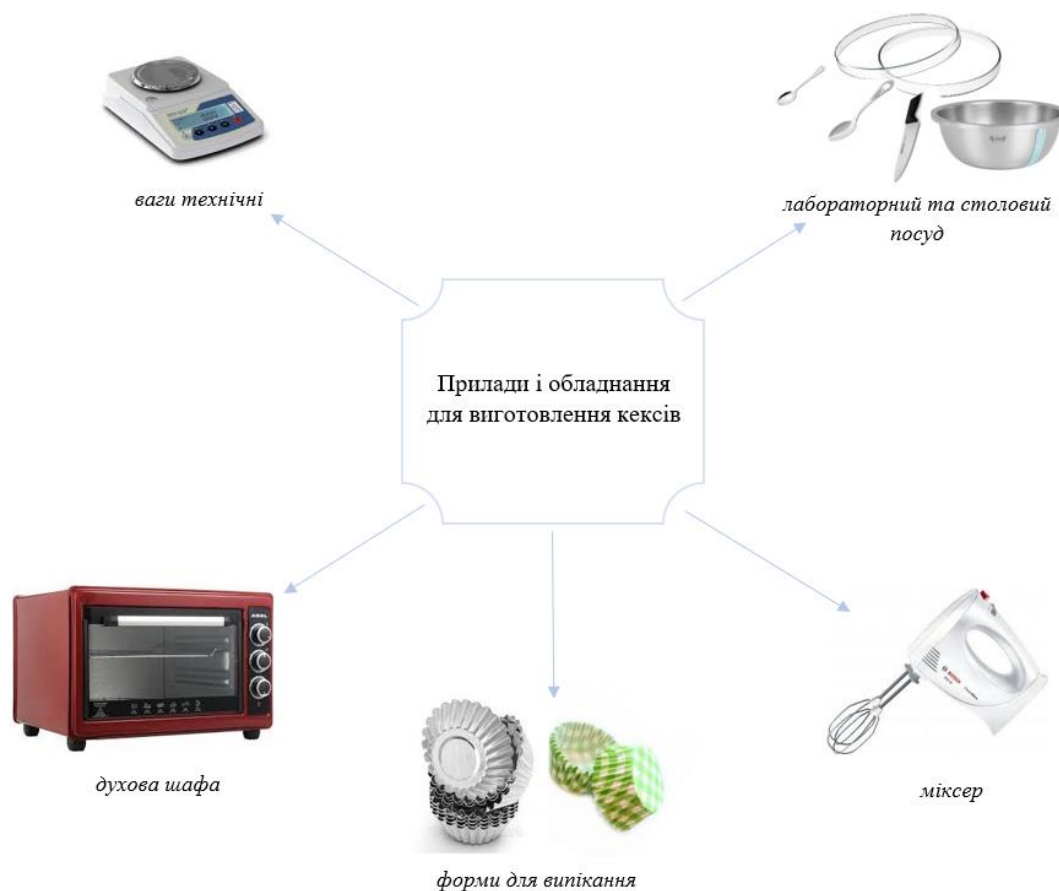 ваги технічні
лабораторний та столовий
посуд
Прилади і обладнання
для виготовлення кексів
духова шафа
міксер
форми для випікання